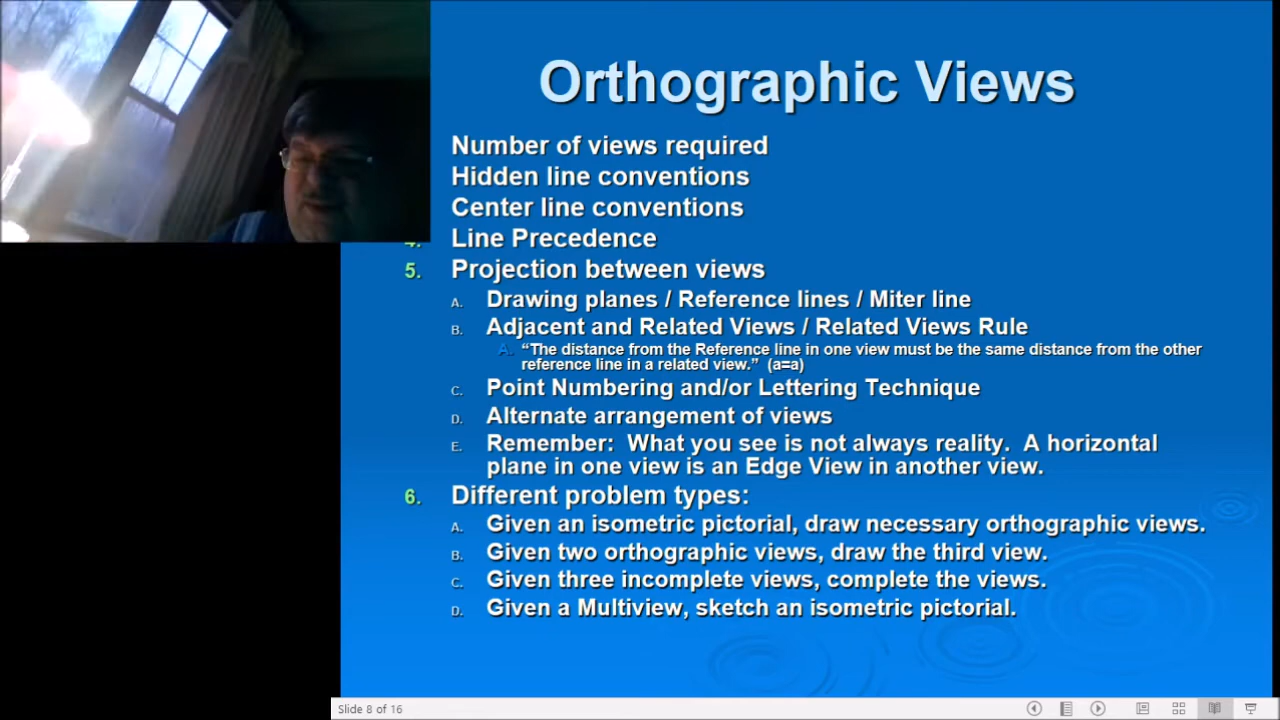 Orthographic Views
Number of views required
Hidden line conventions
Center line conventions
4. Line Precedence
5. Projection between views
A. Drawing planes / Reference lines / Miter line
B. Adjacent and Related Views / Related Views Rule
A. “The distance from the Reference line in one view must be the same distance from the other
reference line in a related view.” (a=a)
C. Point Numbering and/or Lettering Technique
D. Alternate arrangement of views
E. Remember: What you see is not always reality. A horizontal
plane in one view is an Edge View in another view.
6. Different problem types:
A. Given an isometric pictorial, draw necessary orthographic views.
B. Given two orthographic views, draw the third view.
C. Given three incomplete views, complete the views.
D. Given a Multiview, sketch an isometric pictorial.
Slide 8 of 16